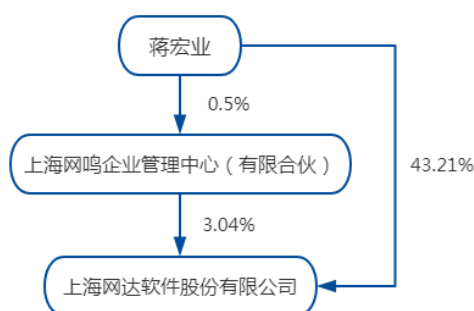 蒋宏业
0.5%
上海网鸣企业管理中心（有限合伙）
43.21%
3.04%
上海网达软件股份有限公司